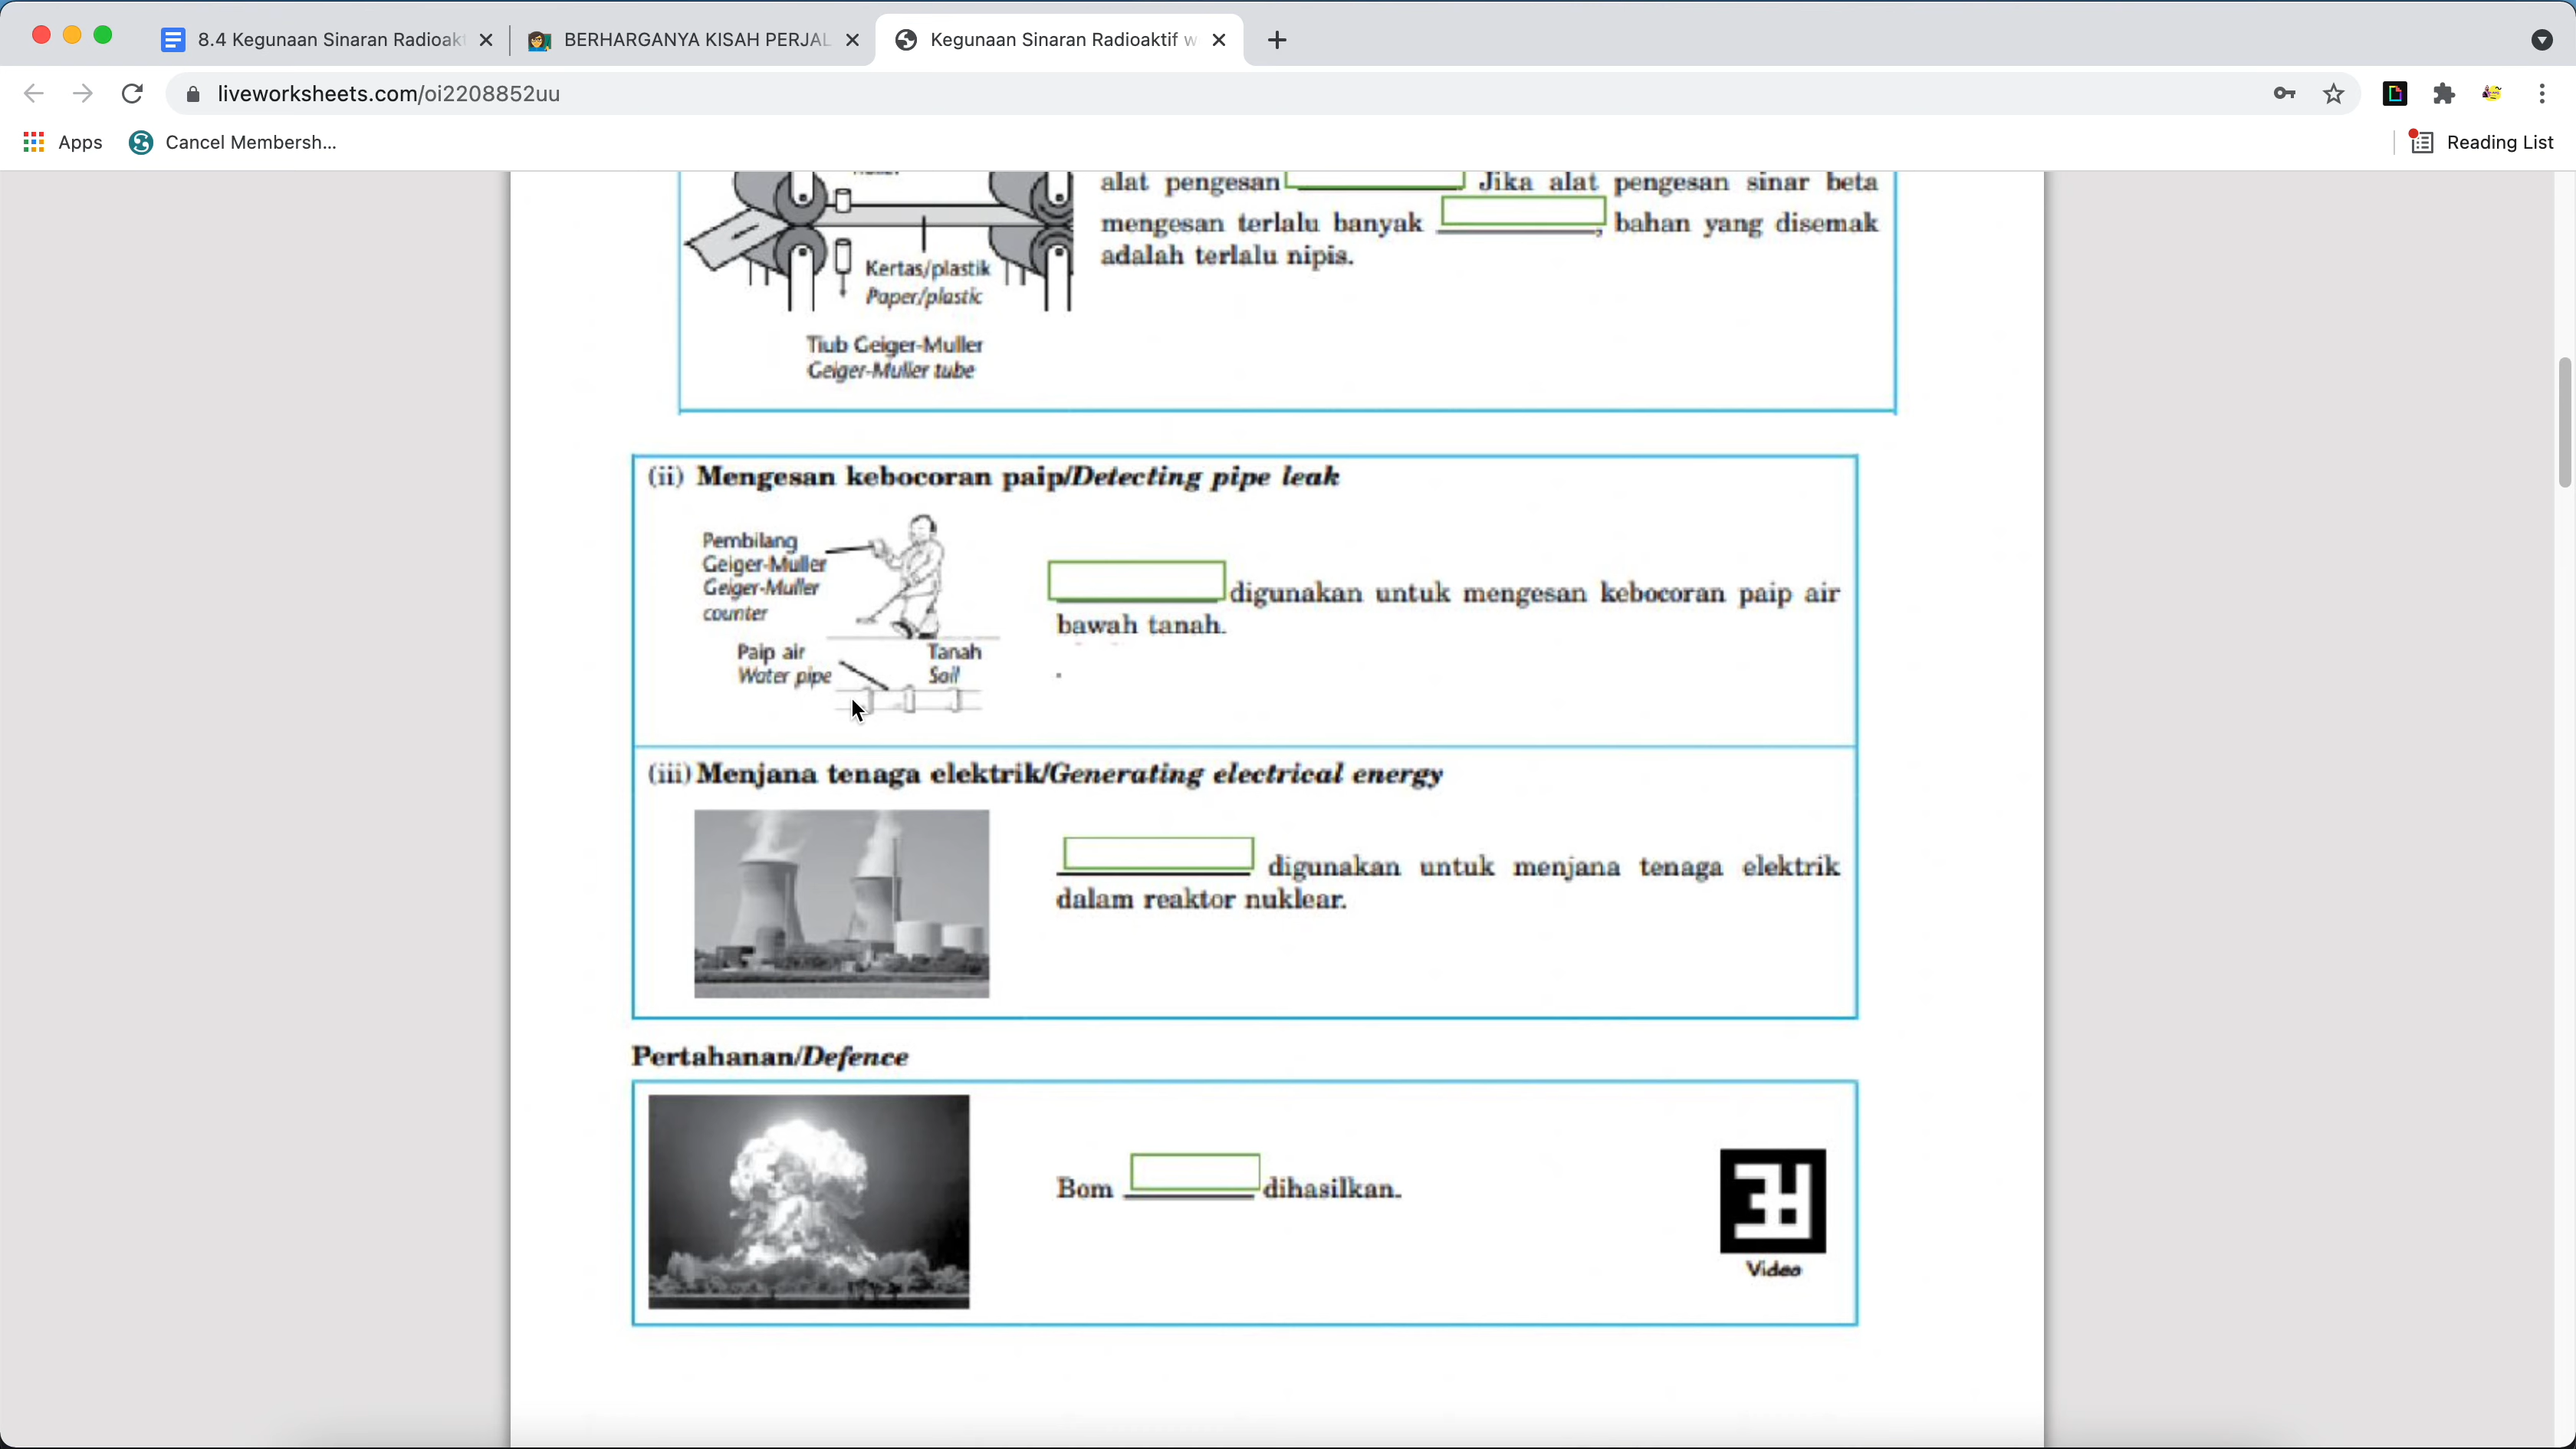 8.4 Kegunaan Sinaran Radioakt
BERHARGANYA KISAH PERJAL
Kegunaan Sinaran Radioaktif w
liveworksheets.com/oi2208852uu
Apps
Cancel Membersh...
Reading List
alat pengesan Jika alat pengesan sinar beta
mengesan terlalu banyak , bahan yang disemak
adalah terlalu nipis.
Kertas/plastik
Paper/plastic
Tiub Geiger-Muller
Geiger-Muller tube
(ii) Mengesan kebocoran paip/Detecting pipe leak
Pembilang
Geiger-Muller
Geiger-Muller
counter
digunakan untuk mengesan kebocoran paip air
bawah tanah.
Paip air
Water pipe
Tanah
Soil
(iii) Menjana tenaga elektrik/Generating electrical energy
digunakan untuk menjana tenaga elektrik
dalam reaktor nuklear.
Pertahanan/Defence
Bom dihasilkan.
Video